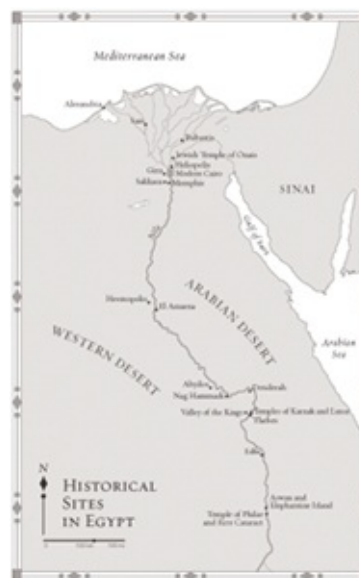 Mediterranean Sea
Alexandria
Sais
Bubastis
Jewish Temple of Onias
Heliopolis
Giza
Modern Cairo
Sakkara
Memphis
SINAI
Nile
Gulf of Suez
Hermopolis
El Amarna
ARABIAN DESERT
WESTERN DESERT
Arabian Sea
Abydos
Denderah
Nag Hammadi
Valley of the Kings
Temples of Karnak and Luxor
Thebes
Edfu
Aswan and
Elephantine Island
Temple of Philae
and First Cataract
N
HISTORICAL
SITES
IN EGYPT
0